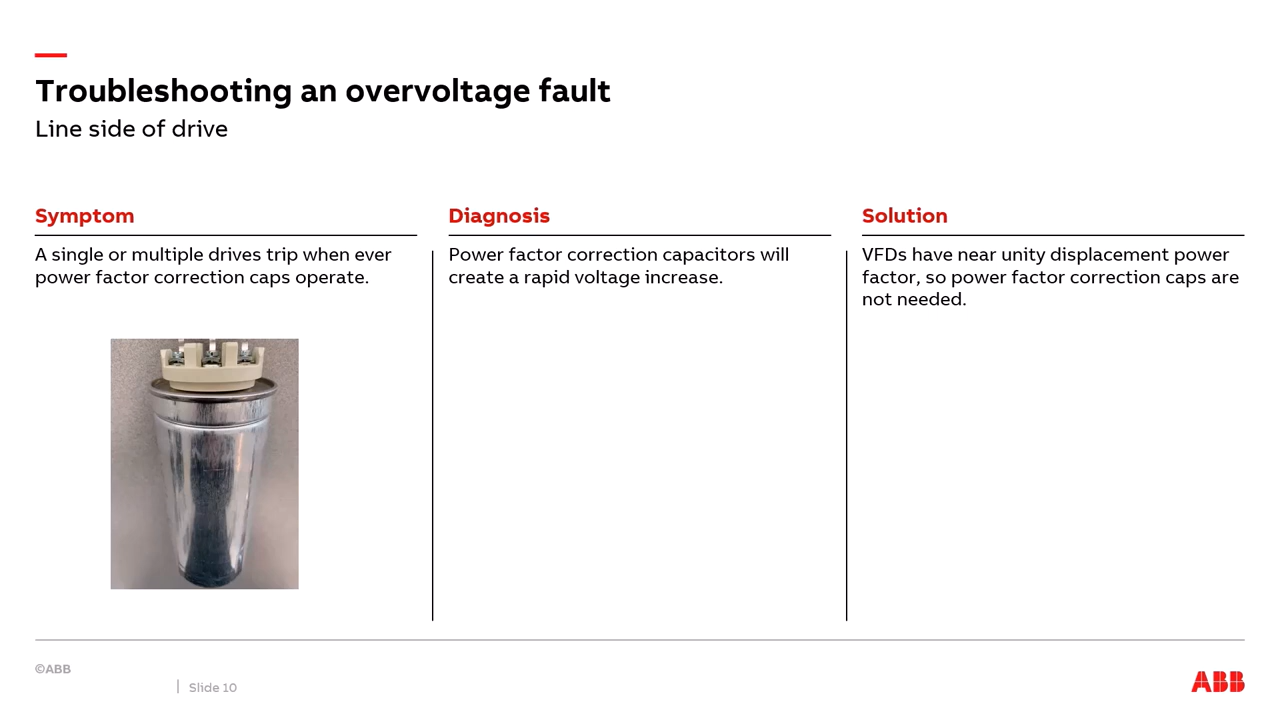 Troubleshooting an overvoltage fault
Line side of drive
Symptom
A single or multiple drives trip when ever
power factor correction caps operate.
Diagnosis
Power factor correction capacitors will
create a rapid voltage increase.
Solution
VFDs have near unity displacement power
factor, so power factor correction caps are
not needed.
©ABB
Slide 10
ABB